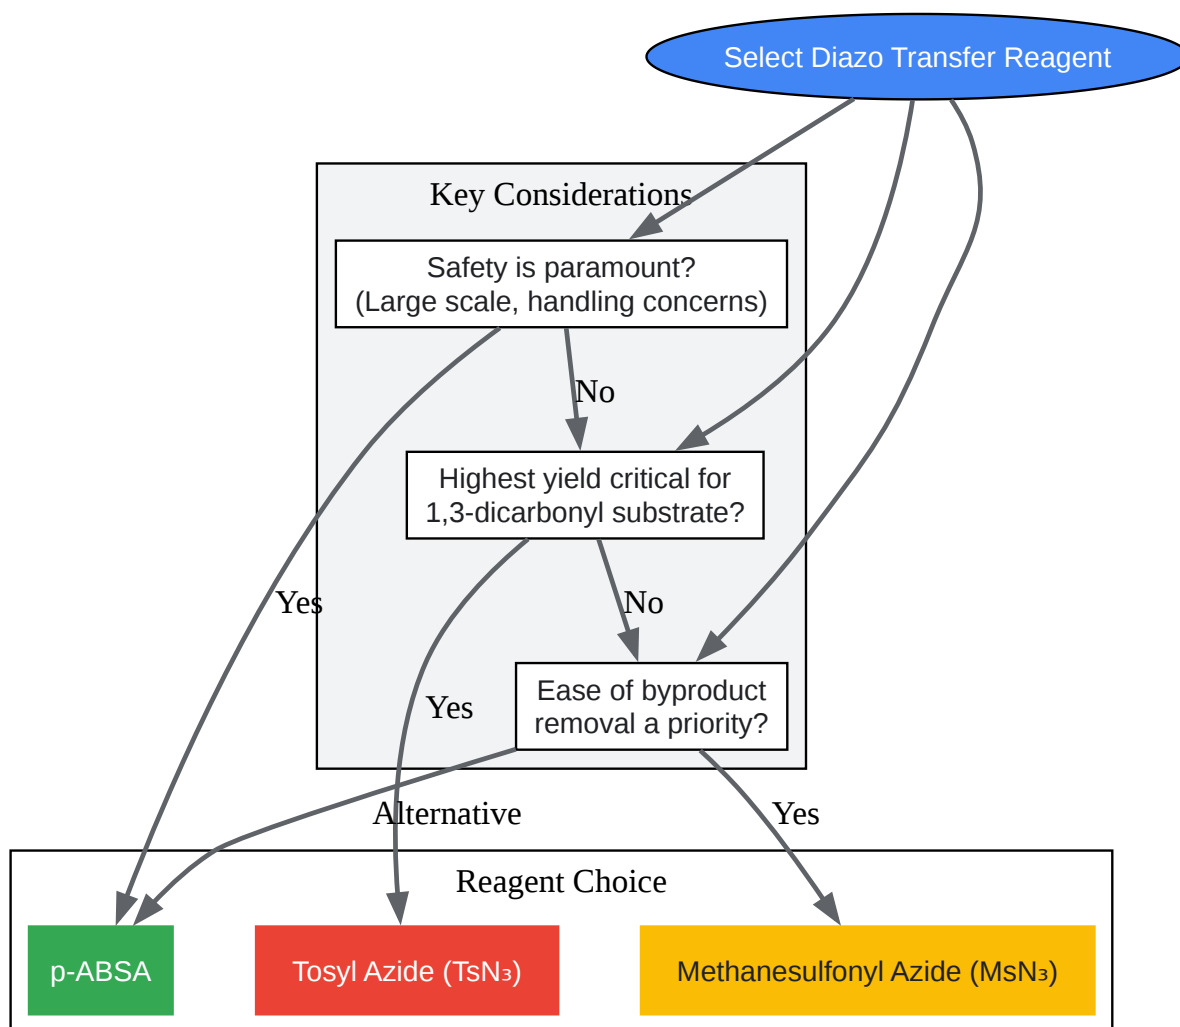 Select Diazo Transfer Reagent
Key Considerations
Safety is paramount?
(Large scale, handling concerns)
No
Highest yield critical for
1,3-dicarbonyl substrate?
Yes
No
Ease of byproduct
removal a priority?
Yes
Alternative
Yes
Reagent Choice
p-ABSA
Tosyl Azide (TsN₃)
Methanesulfonyl Azide (MsN₃)